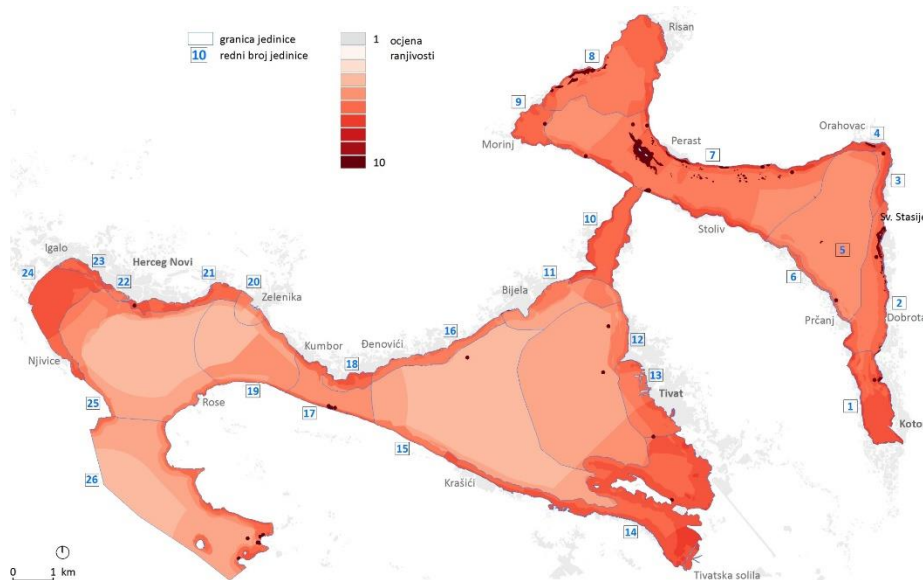 granica jedinice
10 redni broj jedinice
1 ocjena
ranjivosti
10
Risan
8
9
Morinj
Perast
7
Orahovac
4
3
Sv. Stasije
10
Stoliv
5
6
Prčanj
2
Dobrota
1
Koto
Igalo
24
23
Herceg Novi
22
21
20
Zelenika
11
Bijela
16
Đenovići
Kumbor
18
12
13
Tivat
Njivice
25
Rose
19
17
15
26
Krašići
14
Tivatska solila
0 1 km